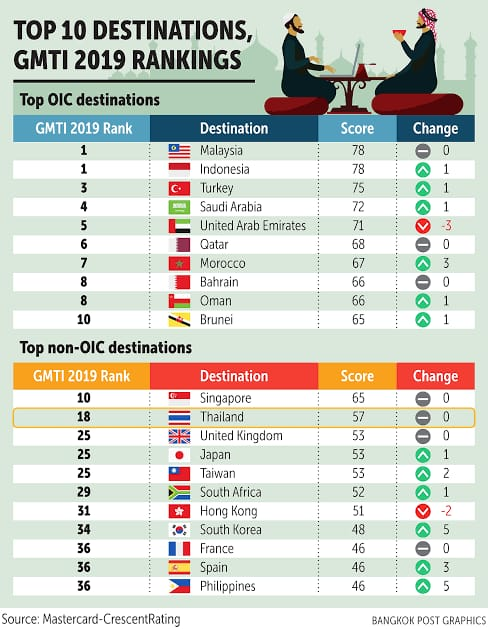 TOP 10 DESTINATIONS,
GMTI 2019 RANKINGS
Top OIC destinations
GMTI 2019 Rank Destination Score Change
1 Malaysia 78 0
1 Indonesia 78 1
3 Turkey 75 1
4 Saudi Arabia 72 1
5 United Arab Emirates 71 -3
6 Qatar 68 0
7 Morocco 67 3
8 Bahrain 66 0
8 Oman 66 1
10 Brunei 65 1
Top non-OIC destinations
GMTI 2019 Rank Destination Score Change
10 Singapore 65 0
18 Thailand 57 0
25 United Kingdom 53 0
25 Japan 53 1
25 Taiwan 53 2
29 South Africa 52 1
31 Hong Kong 51 -2
34 South Korea 48 5
36 France 46 0
36 Spain 46 3
36 Philippines 46 5
Source: Mastercard-CrescentRating BANGKOK POST GRAPHICS